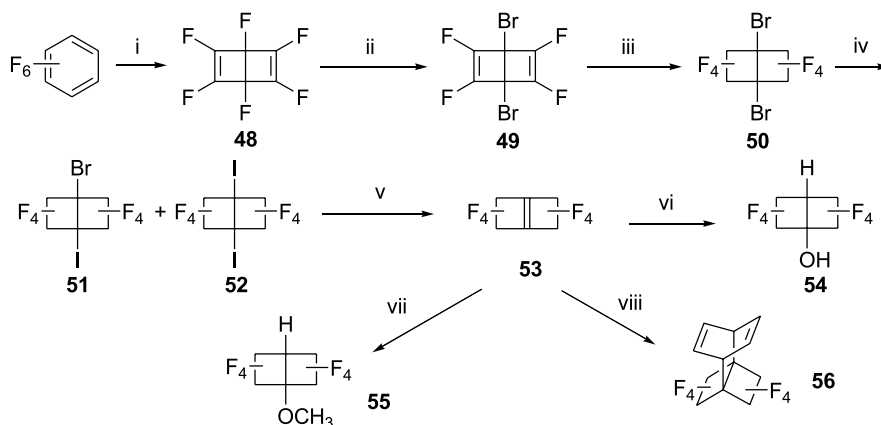 i ii iii iv
F6 F F F F F F Br F F F F Br Br F4 F4 Br
48 49 50
Br F4 F4 I + I F4 F4 I v F4 F4 vi H F4 F4 OH
51 52 53 54
vii viii
H F4 F4 OCH3
55
F4 F4
56